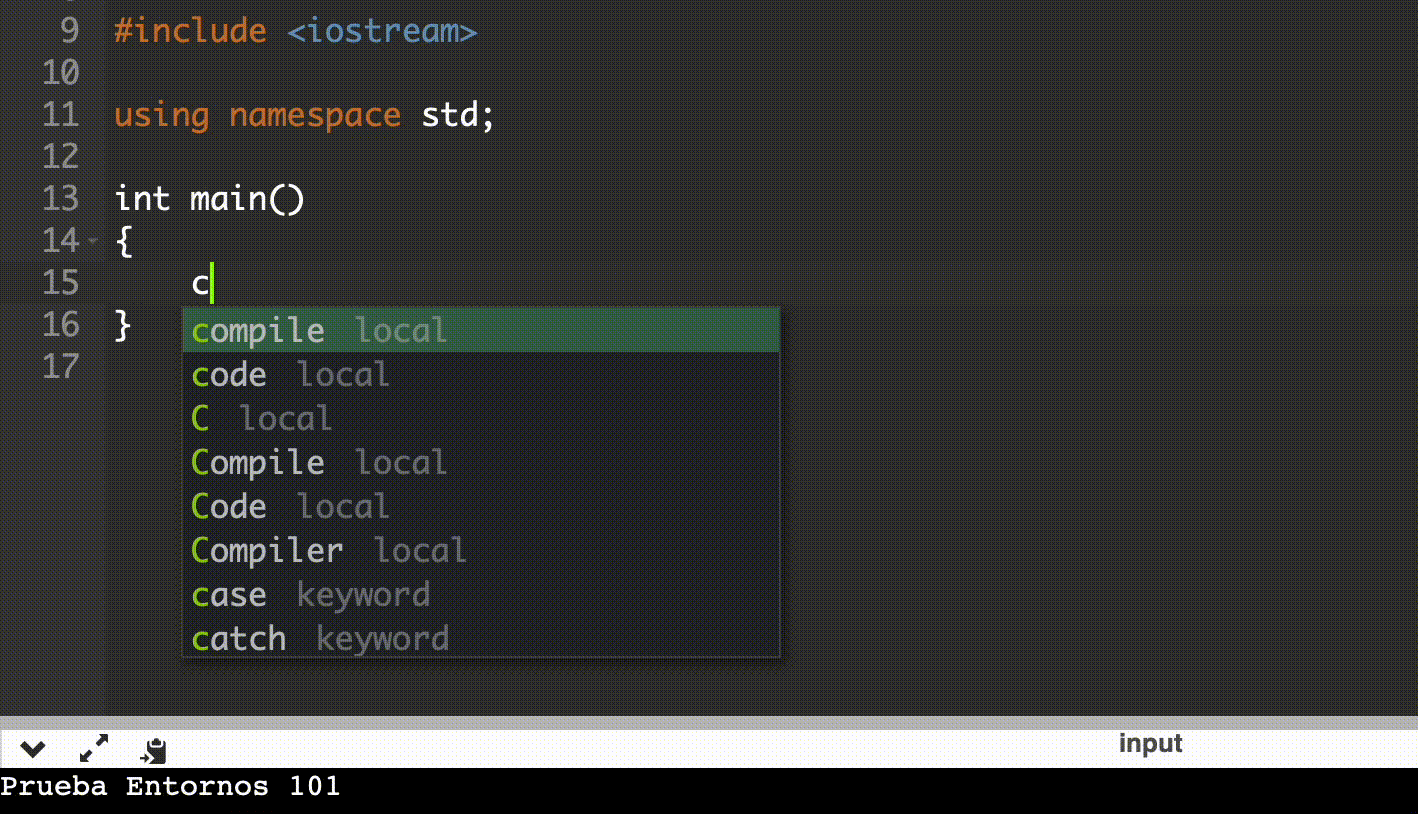 9 #include <iostream>
10
11 using namespace std;
12
13 int main()
14 {
15 c
16 }
17
compile local
code local
C local
Compile local
Code local
Compiler local
case keyword
catch keyword
input
Prueba Entornos 101